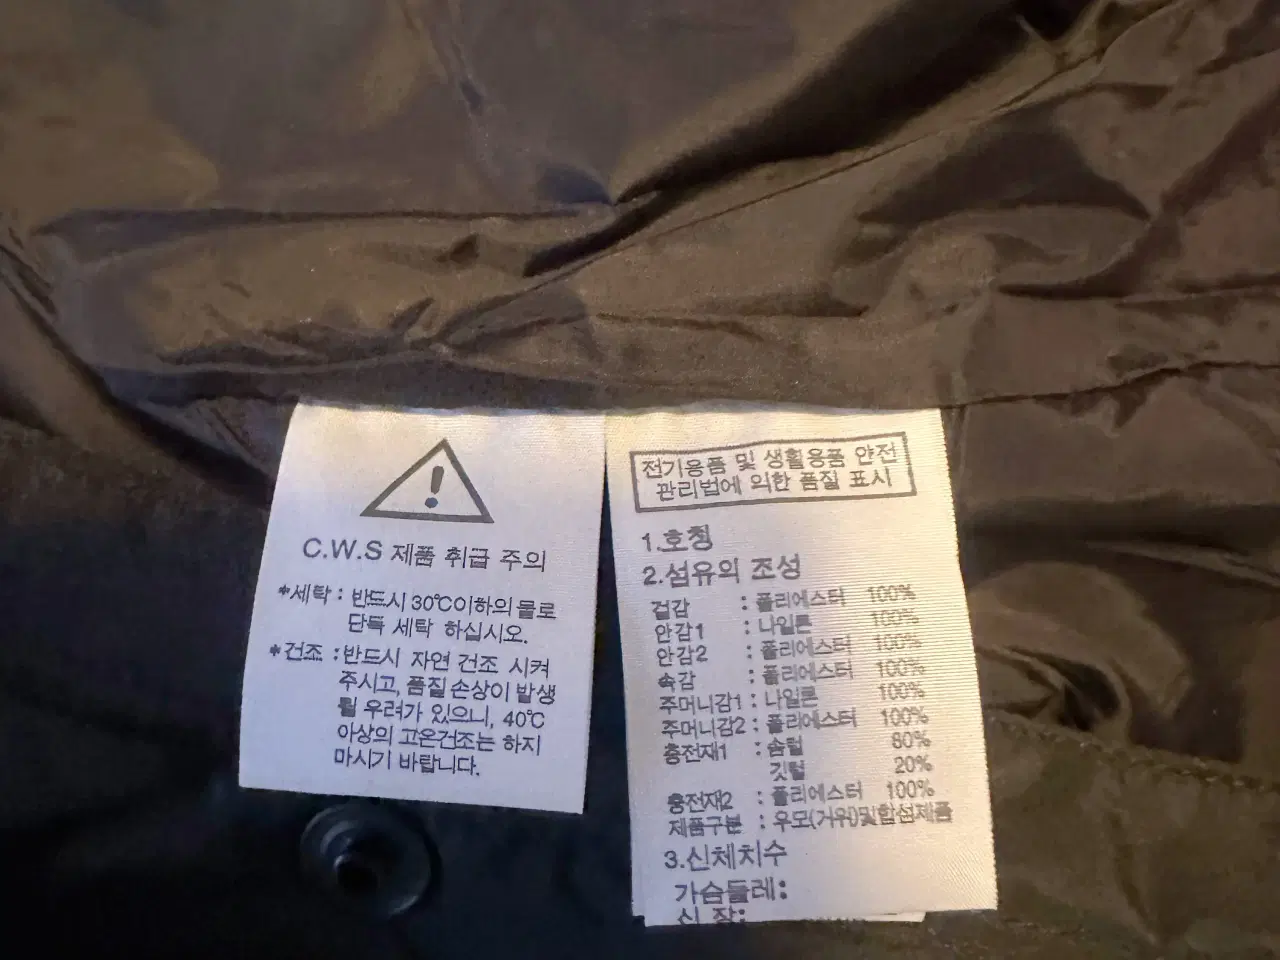 C.W.S 제품 취급 주의
*세탁 : 반드시 30℃이하의 물로
단독 세탁 하십시오.
*건조 : 반드시 자연 건조 시켜
주시고, 품질 손상이 발생
될 우려가 있으니, 40℃
이상의 고온건조는 하지
마시기 바랍니다.
전기용품 및 생활용품 안전
관리법에 의한 품질 표시
1.호칭
2.섬유의 조성
겉감 : 폴리에스터 100%
안감1 : 나일론 100%
안감2 : 폴리에스터 100%
속감 : 폴리에스터 100%
주머니감1 : 나일론 100%
주머니감2 : 폴리에스터 100%
충전재1 : 솜털 80%
깃털 20%
충전재2 : 폴리에스터 100%
제품구분 : 우모(거위)및합성제품
3.신체치수
가슴둘레:
신 장: